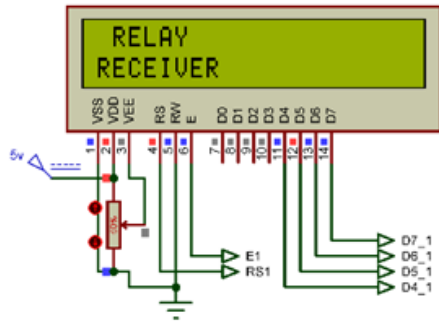 RELAY
RECEIVER
VSS
VDD
VEE
RS
RW
E
D0
D1
D2
D3
D4
D5
D6
D7
1
2
3
4
5
6
7
8
9
10
11
12
13
14
5v
E1
RS1
D7_1
D6_1
D5_1
D4_1